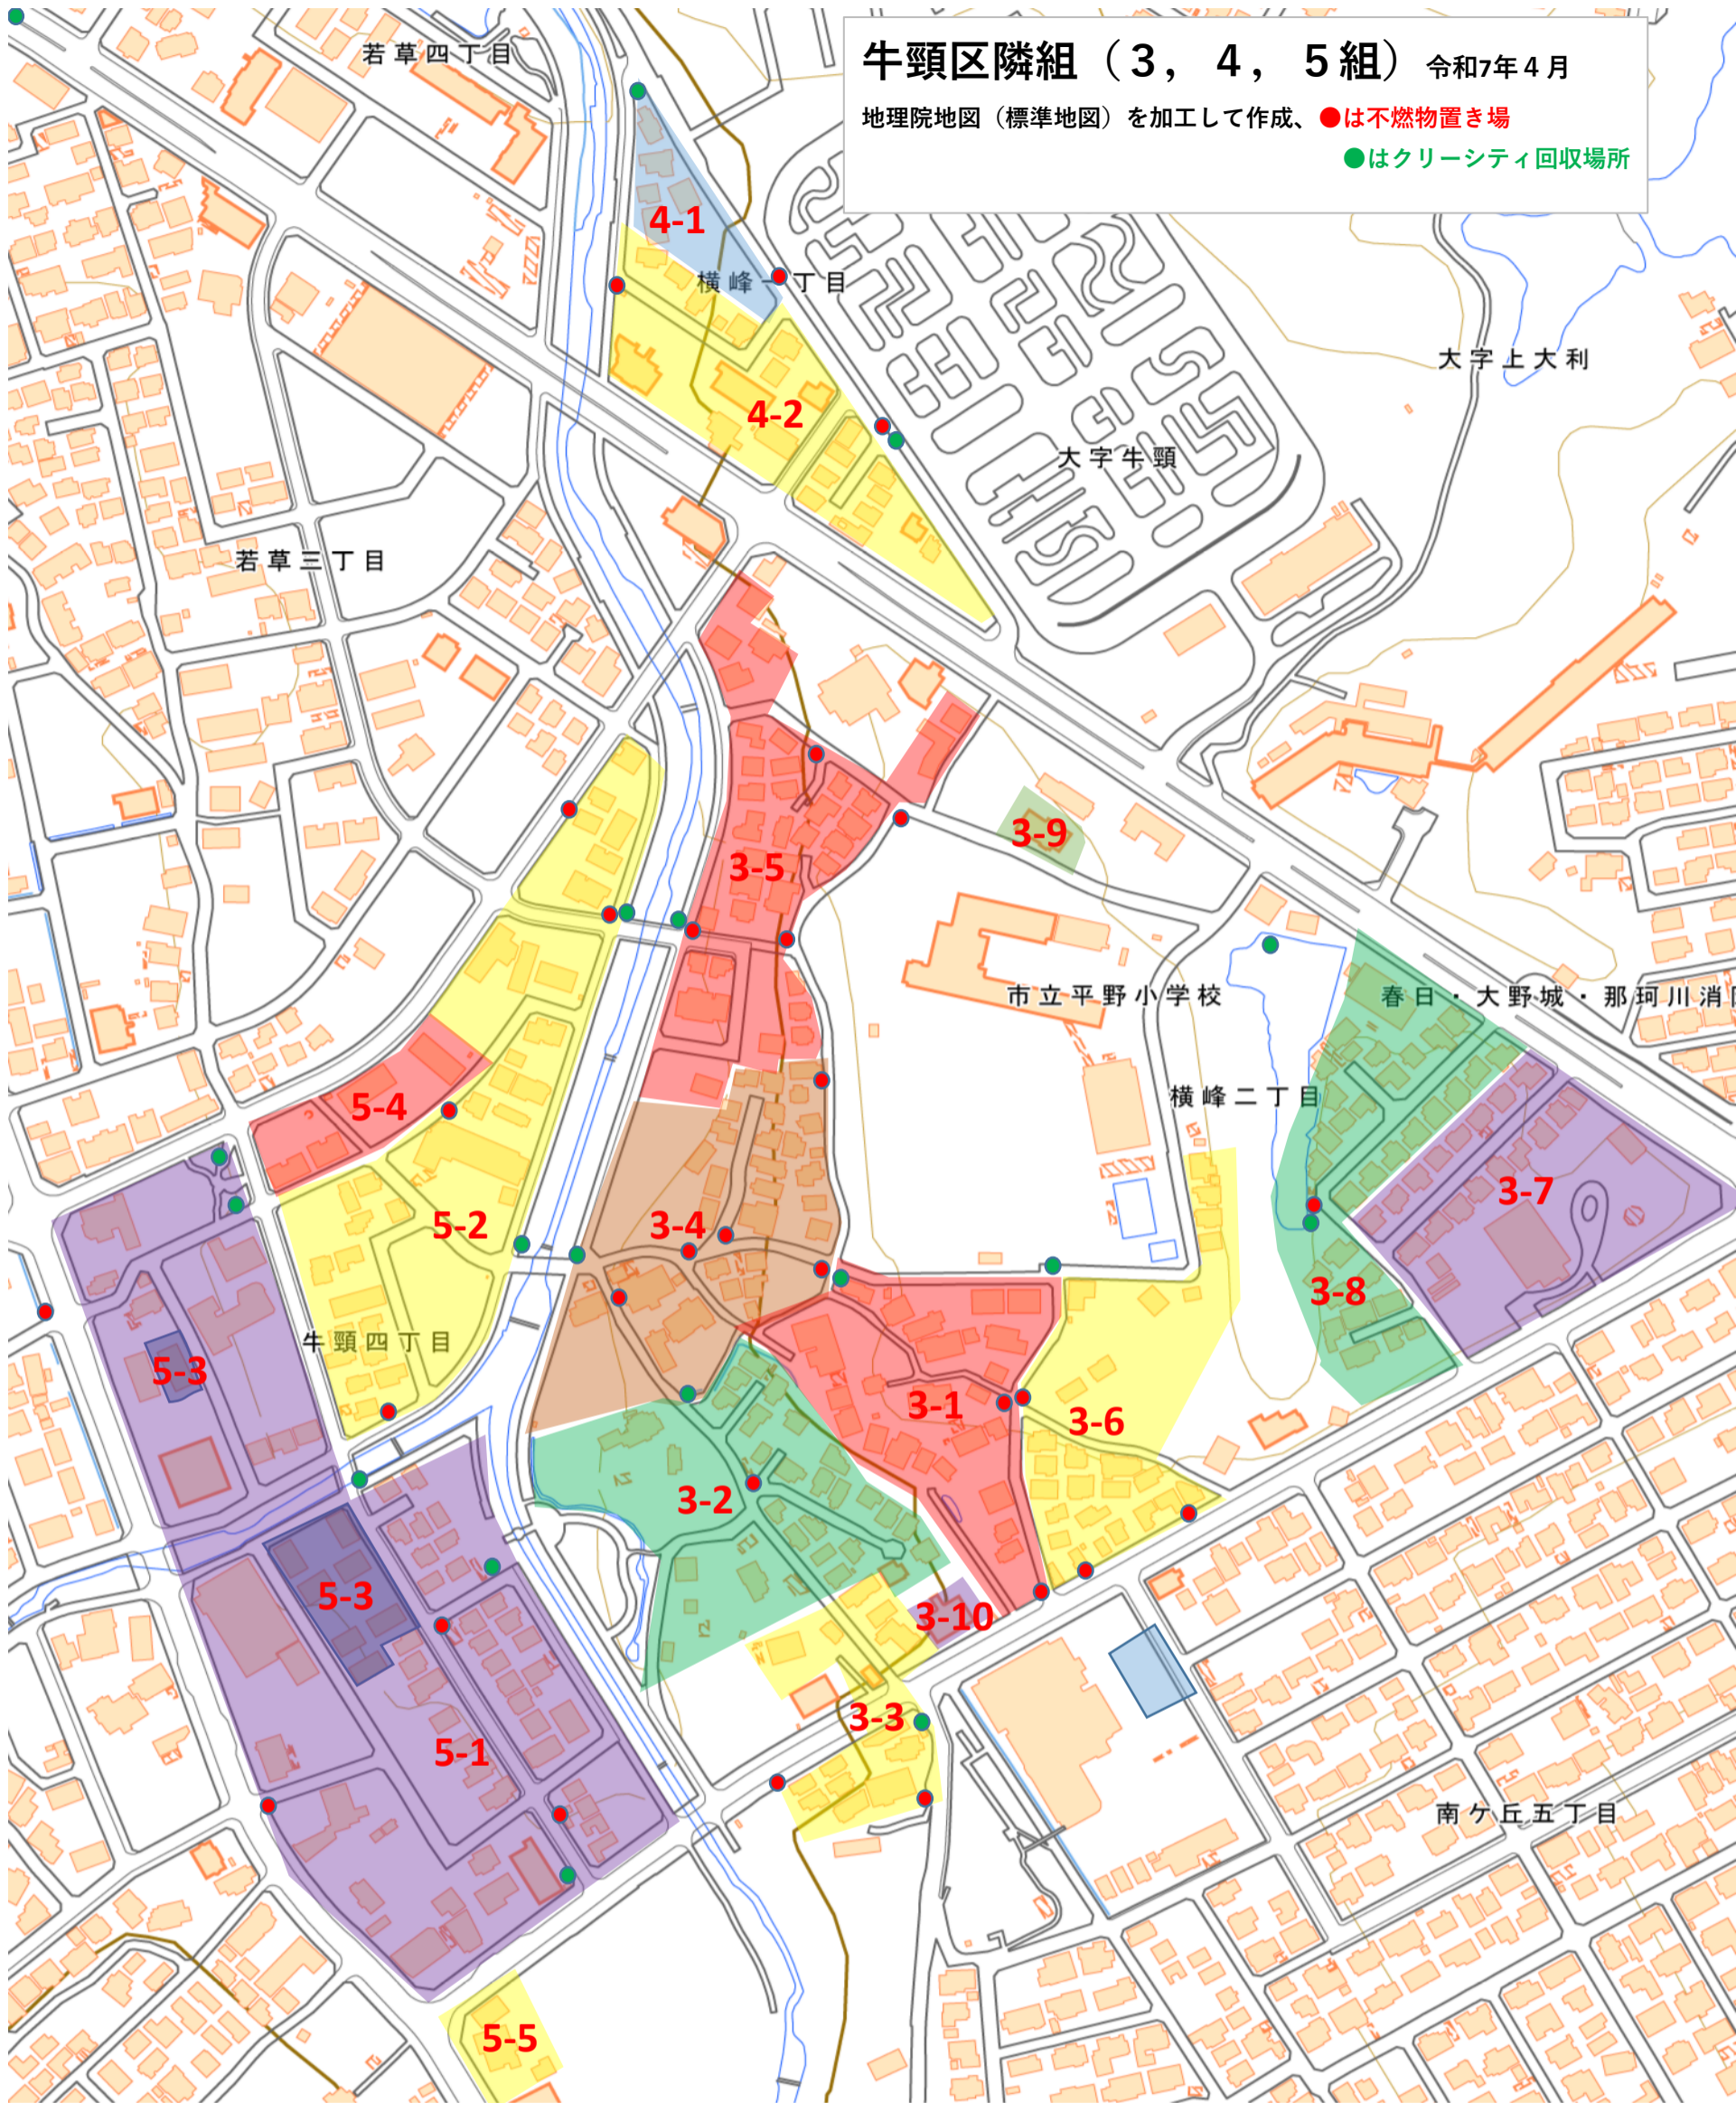 牛頸区隣組（３，４，５組）令和7年４月
地理院地図（標準地図）を加工して作成、●は不燃物置き場
●はクリーシティ回収場所
若草四丁目
4-1
横峰一丁目
大字上大利
4-2
大字牛頸
若草三丁目
3-9
3-5
市立平野小学校
春日・大野城・那珂川消
横峰二丁目
5-4
3-7
5-2
3-4
3-8
牛頸四丁目
5-3
3-1
3-6
3-2
5-3
3-10
3-3
5-1
南ケ丘五丁目
5-5